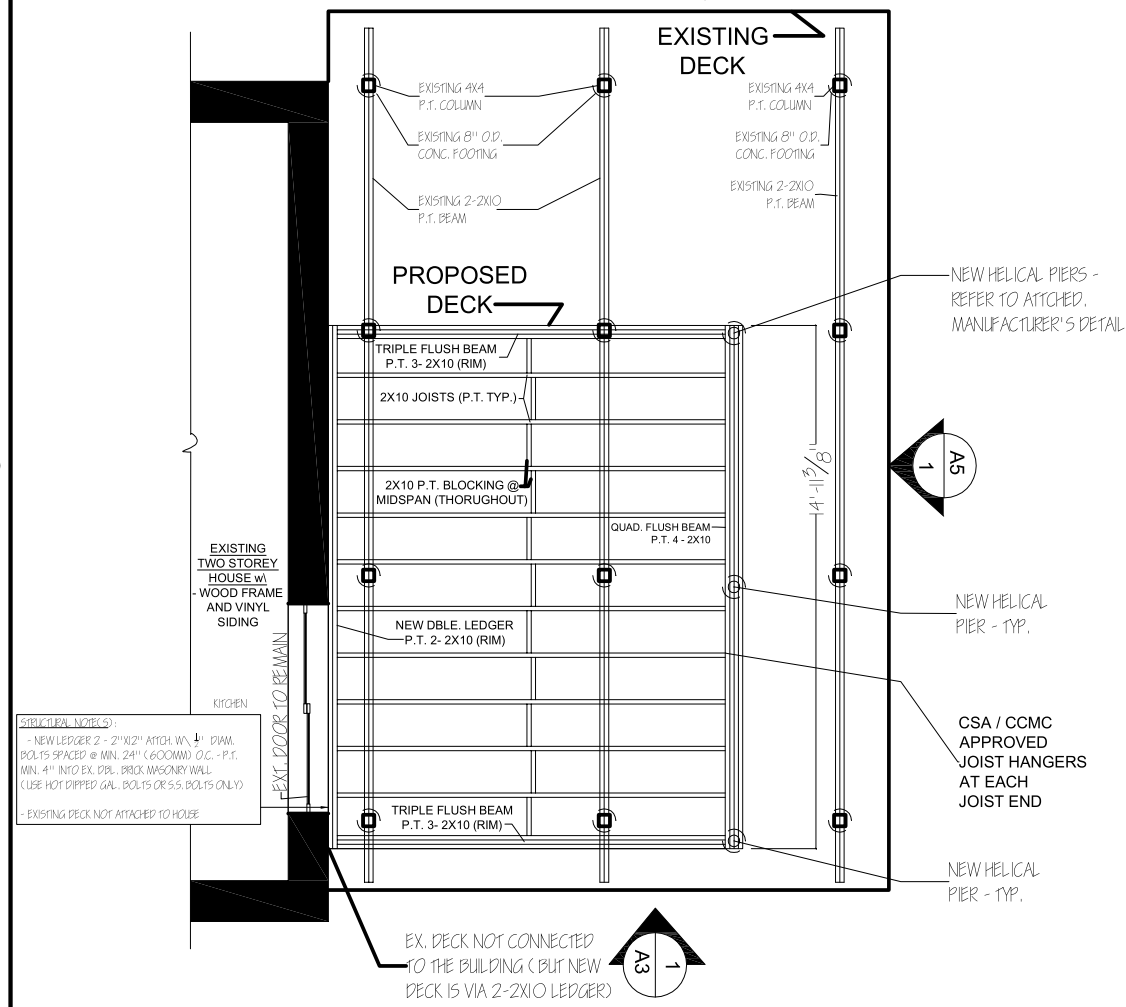 EXISTING
DECK
EXISTING 4X4
P.T. COLUMN
EXISTING 8" O.D.
CONC. FOOTING
EXISTING 2-2X10
P.T. BEAM
EXISTING 4X4
P.T. COLUMN
EXISTING 8" O.D.
CONC. FOOTING
EXISTING 2-2X10
P.T. BEAM
PROPOSED
DECK
NEW HELICAL PIERS -
REFER TO ATTCHED.
MANUFACTURER'S DETAIL
TRIPLE FLUSH BEAM
P.T. 3- 2X10 (RIM)
2X10 JOISTS (P.T. TYP.)
2X10 P.T. BLOCKING @
MIDSPAN (THORUGHOUT)
QUAD. FLUSH BEAM
P.T. 4 - 2X10
14'-11 3/8"
A5
1
EXISTING
TWO STOREY
HOUSE w\
- WOOD FRAME
AND VINYL
SIDING
NEW DBLE. LEDGER
P.T. 2- 2X10 (RIM)
NEW HELICAL
PIER - TYP.
EXT. DOOR TO REMAIN
KITCHEN
STRUCTURAL NOTE(S):
- NEW LEDGER 2 - 2"X12" ATTCH. W\ 1/2" DIAM.
BOLTS SPACED @ MIN. 24" (600MM) O.C. - P.T.
MIN. 4" INTO EX. DBL. BRICK MASONRY WALL
(USE HOT DIPPED GAL. BOLTS OR S.S. BOLTS ONLY)
- EXISTING DECK NOT ATTACHED TO HOUSE
CSA / CCMC
APPROVED
JOIST HANGERS
AT EACH
JOIST END
TRIPLE FLUSH BEAM
P.T. 3- 2X10 (RIM)
NEW HELICAL
PIER - TYP.
EX. DECK NOT CONNECTED
TO THE BUILDING (BUT NEW
DECK IS VIA 2-2X10 LEDGER)
1
A3